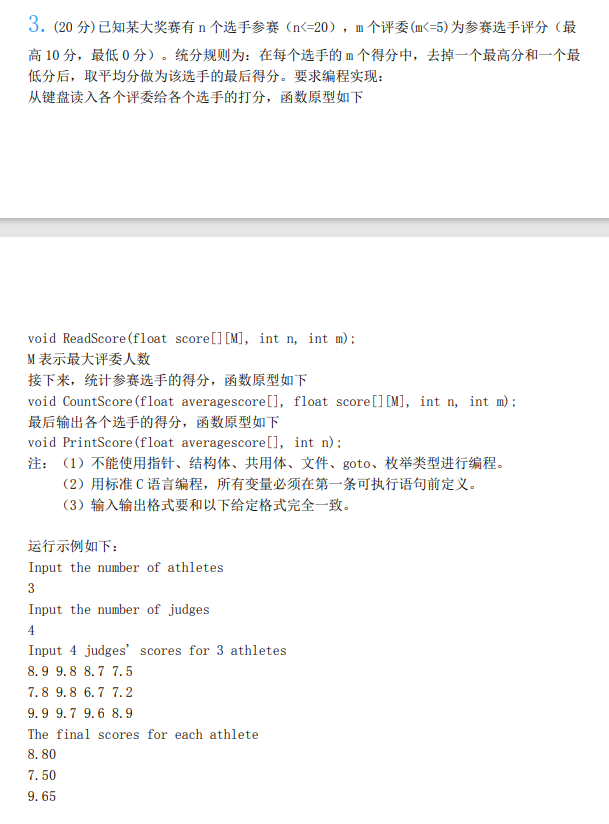 3. (20 分)已知某大奖赛有 n 个选手参赛（n<=20），m 个评委(m<=5)为参赛选手评分（最
高 10 分，最低 0 分）。统分规则为：在每个选手的 m 个得分中，去掉一个最高分和一个最
低分后，取平均分做为该选手的最后得分。要求编程实现：
从键盘读入各个评委给各个选手的打分，函数原型如下
void ReadScore(float score[][M], int n, int m);
M 表示最大评委人数
接下来，统计参赛选手的得分，函数原型如下
void CountScore(float averagescore[], float score[][M], int n, int m);
最后输出各个选手的得分，函数原型如下
void PrintScore(float averagescore[], int n);
注：（1）不能使用指针、结构体、共用体、文件、goto、枚举类型进行编程。
（2）用标准 C 语言编程，所有变量必须在第一条可执行语句前定义。
（3）输入输出格式要和以下给定格式完全一致。
运行示例如下：
Input the number of athletes
3
Input the number of judges
4
Input 4 judges’ scores for 3 athletes
8.9 9.8 8.7 7.5
7.8 9.8 6.7 7.2
9.9 9.7 9.6 8.9
The final scores for each athlete
8.80
7.50
9.65